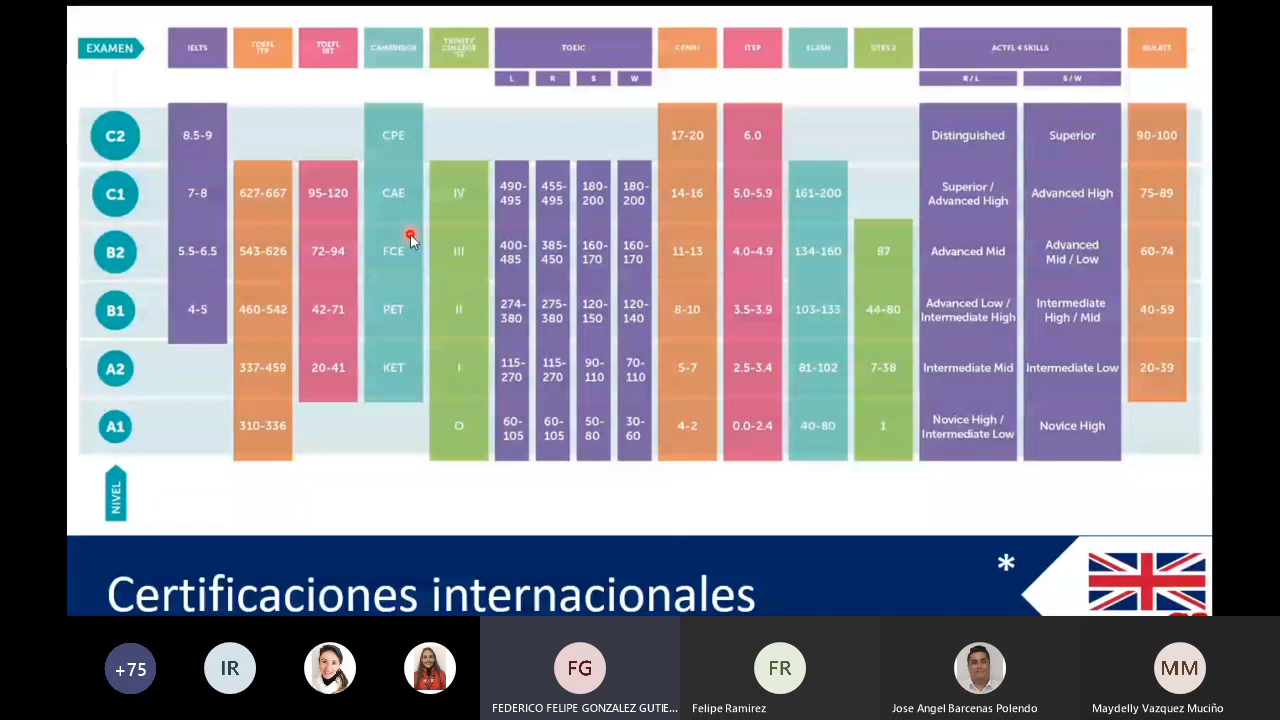 EXAMEN IELTS TOEFL ITP TOEFL IBT CAMBRIDGE TRINITY COLLEGE TOEIC CENNI ITEP ELASH OTES 2 ACTFL 4 SKILLS BULATS
L R S W R / L S / W
C2 8.5-9 CPE 17-20 6.0 Distinguished Superior 90-100
C1 7-8 627-667 95-120 CAE IV 490-495 455-495 180-200 180-200 14-16 5.0-5.9 161-200 Superior / Advanced High Advanced High 75-89
B2 5.5-6.5 543-626 72-94 FCE III 400-485 385-450 160-170 160-170 11-13 4.0-4.9 134-160 87 Advanced Mid Advanced Mid / Low 60-74
B1 4-5 460-542 42-71 PET II 274-380 275-380 120-150 120-140 8-10 3.5-3.9 103-133 44-80 Advanced Low / Intermediate High Intermediate High / Mid 40-59
A2 337-459 20-41 KET I 115-270 115-270 90-110 70-110 5-7 2.5-3.4 81-102 7-38 Intermediate Mid Intermediate Low 20-39
A1 310-336 O 60-105 60-105 50-80 30-60 4-2 0.0-2.4 40-80 1 Novice High / Intermediate Low Novice High
NIVEL
Certificaciones internacionales *
+75 IR FG FR MM
FEDERICO FELIPE GONZALEZ GUTIE... Felipe Ramirez Jose Angel Barcenas Polendo Maydelly Vazquez Muciño